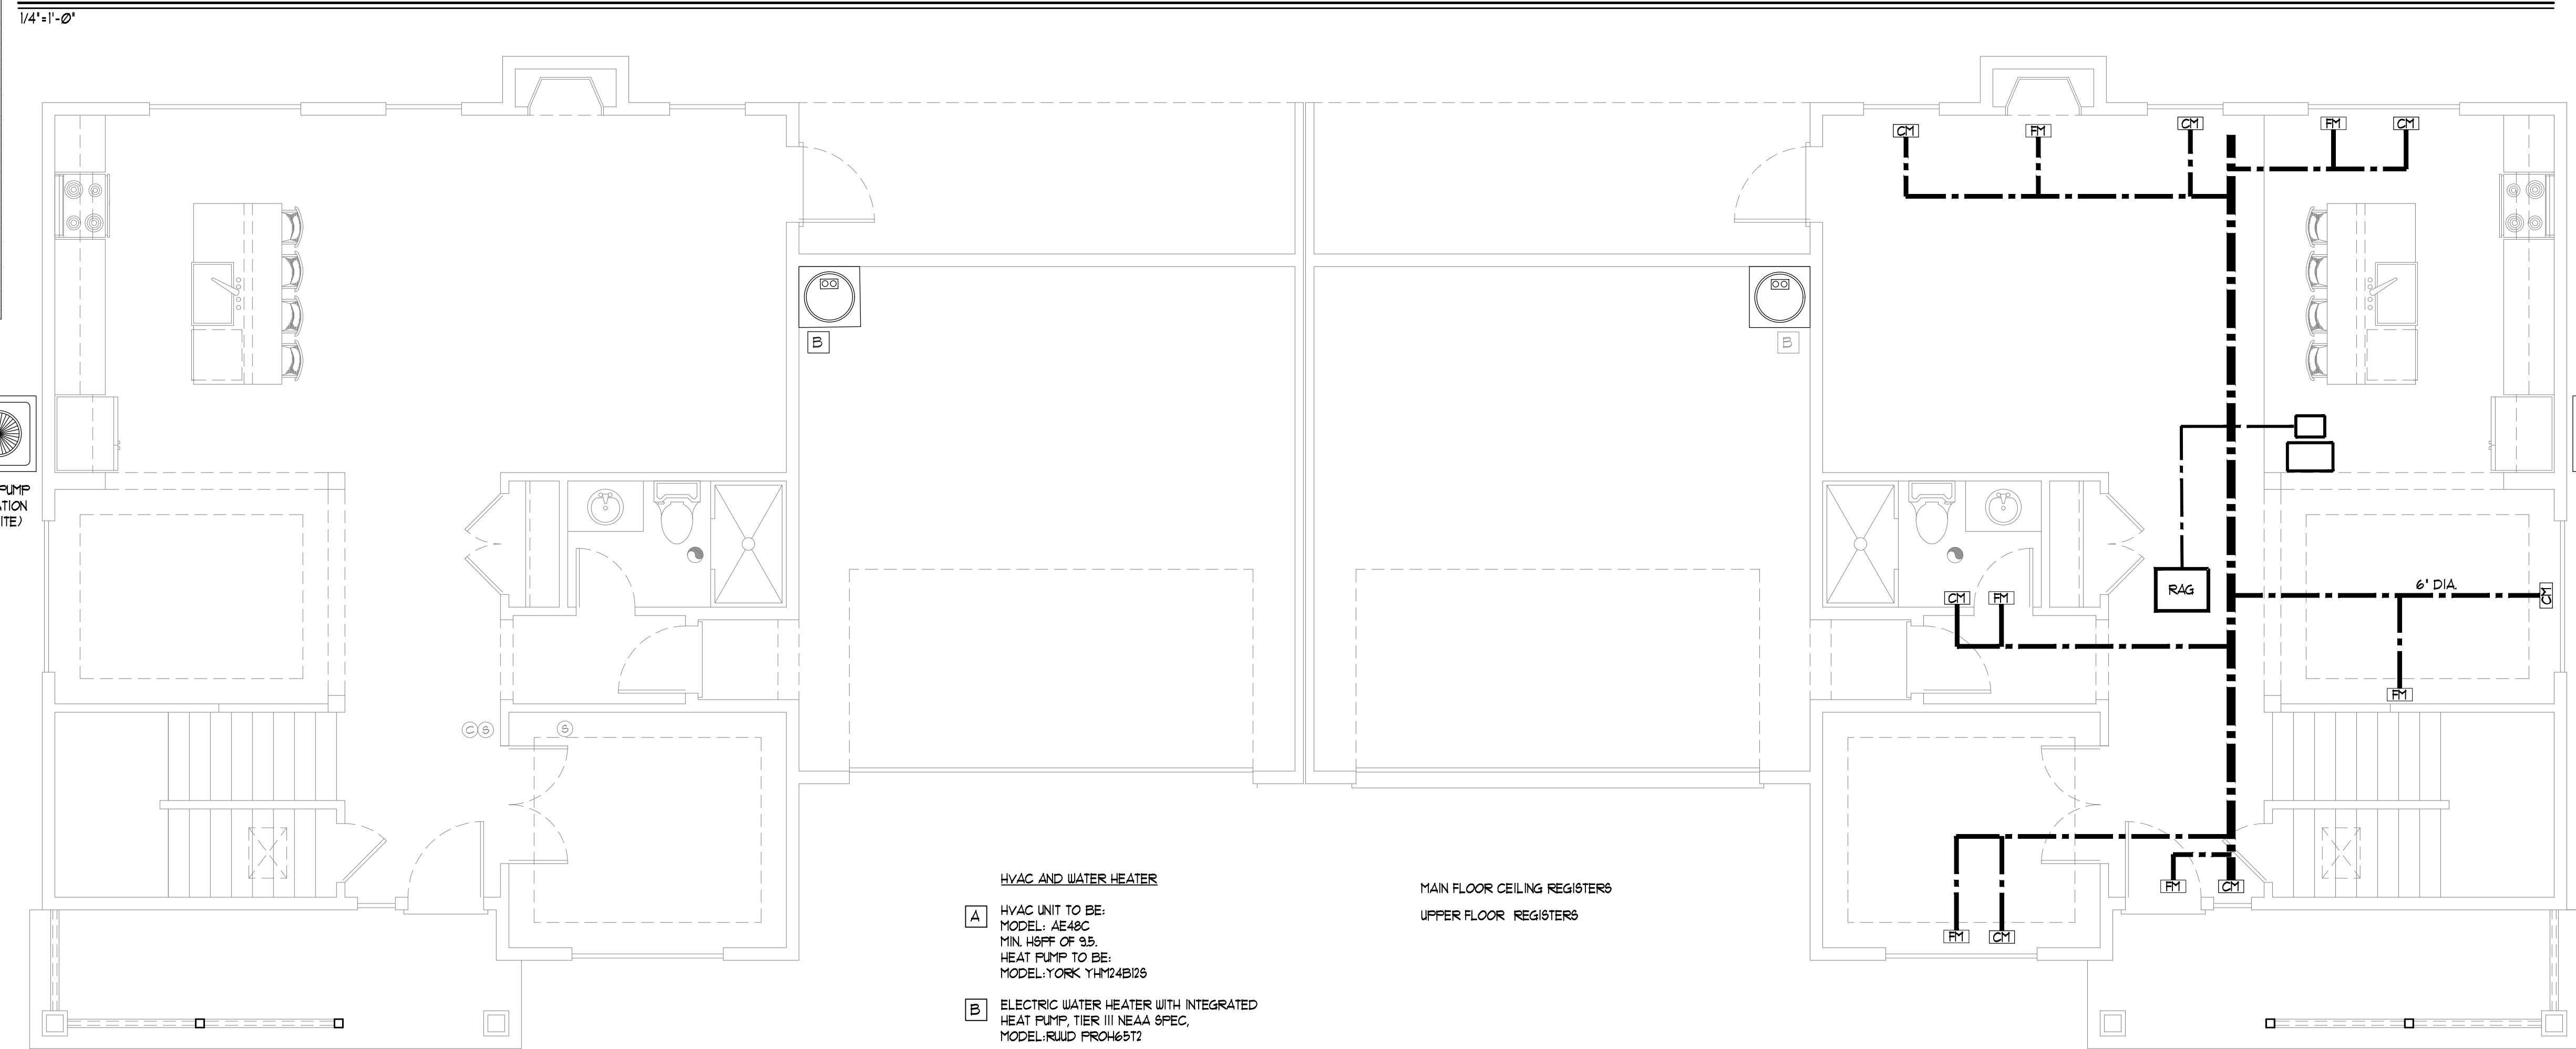 1/4"=1'-0"
CM
FM
CM
FM
CM
B
B
PUMP
6" DIA.
CM
RAG
CM
FM
FM
C
S
S
HVAC AND WATER HEATER
MAIN FLOOR CEILING REGISTERS
FM
CM
A
HVAC UNIT TO BE:
MODEL: AE48C
MIN. HSPF OF 9.5.
HEAT PUMP TO BE:
MODEL:YORK YHM24B12S
UPPER FLOOR REGISTERS
FM
CM
B
ELECTRIC WATER HEATER WITH INTEGRATED
HEAT PUMP, TIER III NEAA SPEC,
MODEL:RUUD PROH65T2